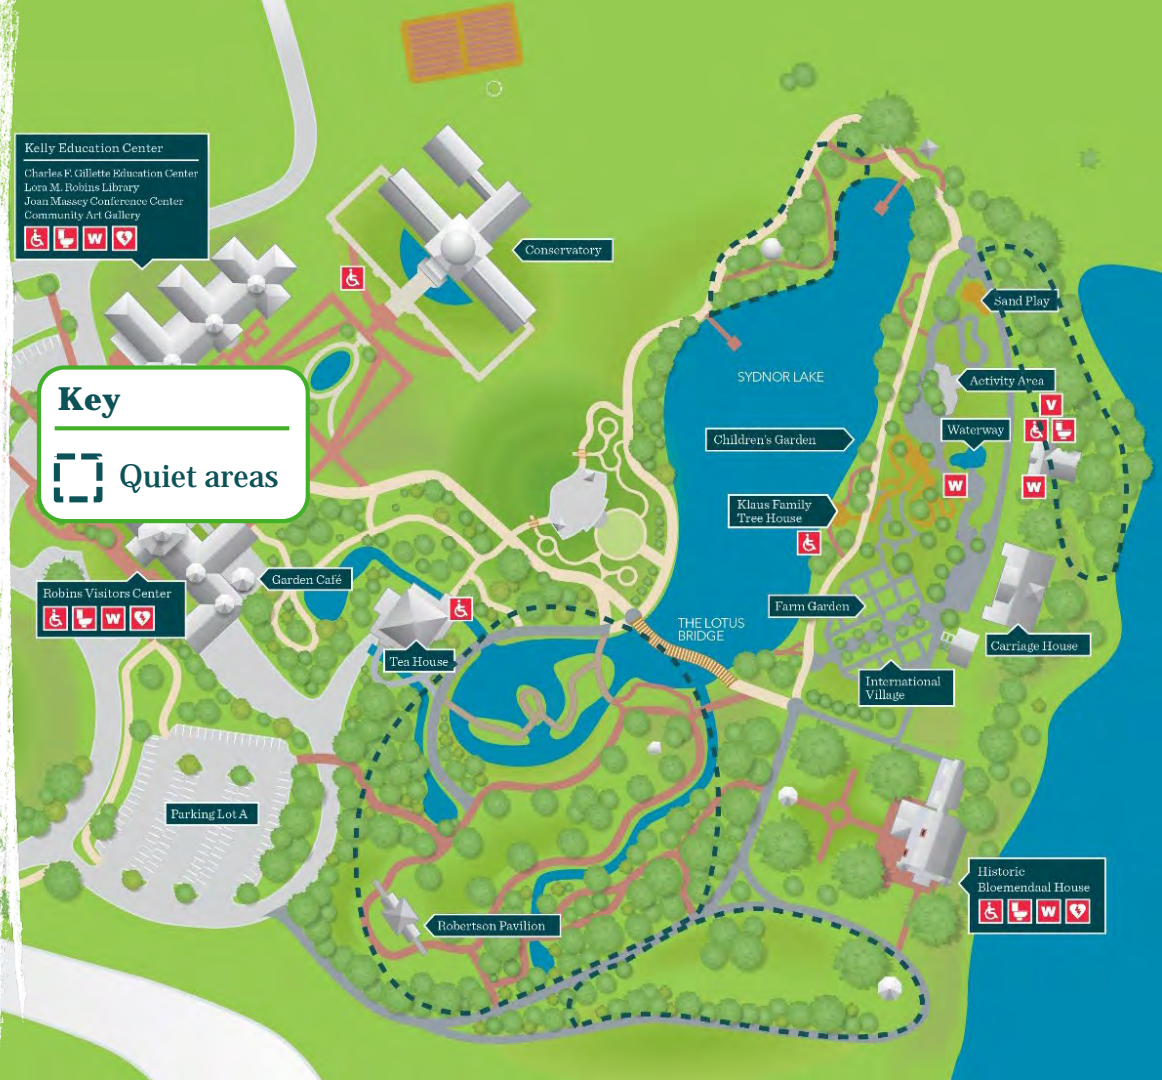 Kelly Education Center
Charles F. Gillette Education Center
Lora M. Robins Library
Joan Massey Conference Center
Community Art Gallery
W
Conservatory
Sand Play
SYDNOR LAKE
Activity Area
V
Key
Quiet areas
Children's Garden
Waterway
W
W
Klaus Family
Tree House
Garden Café
Robins Visitors Center
W
Farm Garden
THE LOTUS
BRIDGE
Carriage House
Tea House
International
Village
Parking Lot A
Historic
Bloemendaal House
W
Robertson Pavilion